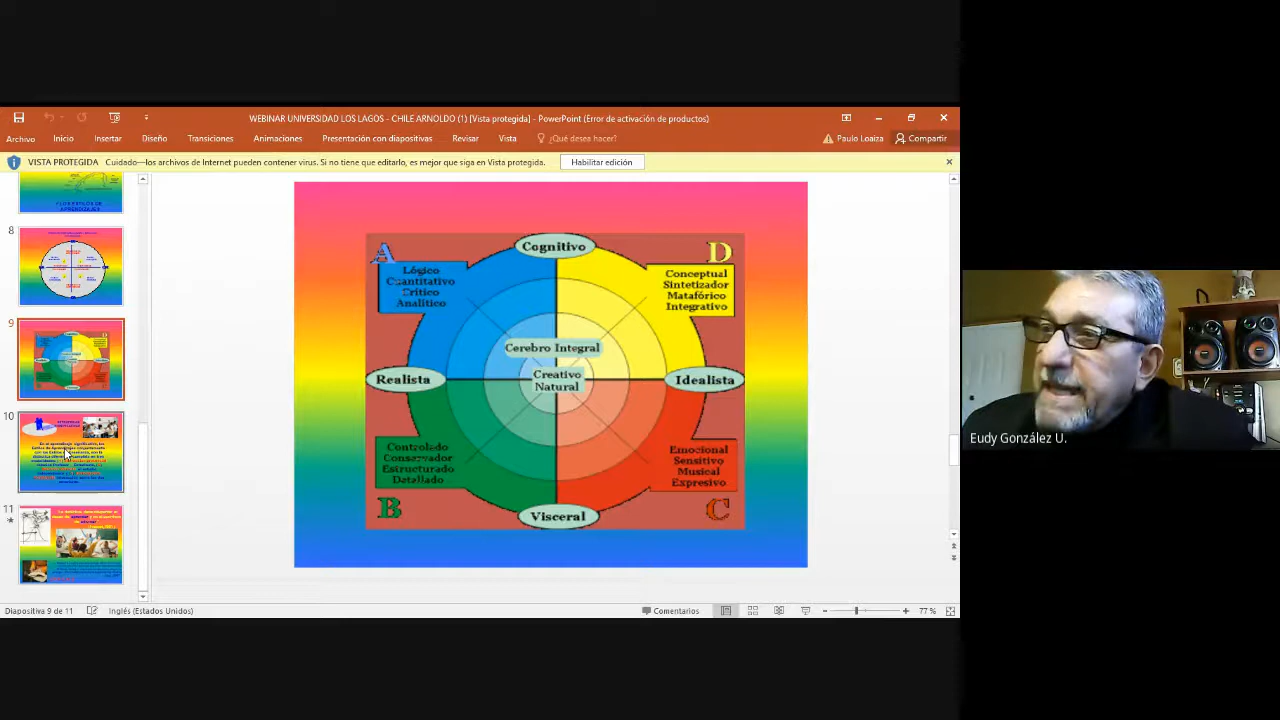 WEBINAR UNIVERSIDAD LOS LAGOS - CHILE ARNOLDO (1) [Vista protegida] - PowerPoint (Error de activación de productos)
Archivo Inicio Insertar Diseño Transiciones Animaciones Presentación con diapositivas Revisar Vista ¿Qué desea hacer? Paulo Loaiza Compartir
VISTA PROTEGIDA Cuidado—los archivos de Internet pueden contener virus. Si no tiene que editarlo, es mejor que siga en Vista protegida. Habilitar edición
8
9
10
11
A
Cognitivo
D
Lógico
Cuantitativo
Crítico
Analítico
Conceptual
Sintetizador
Matafórico
Integrativo
Cerebro Integral
Realista
Creativo
Natural
Idealista
Controlado
Conservador
Estructurado
Detallado
Emocional
Sensitivo
Musical
Expresivo
B
Visceral
C
Eudy González U.
Diapositiva 9 de 11 Inglés (Estados Unidos) Comentarios 77 %